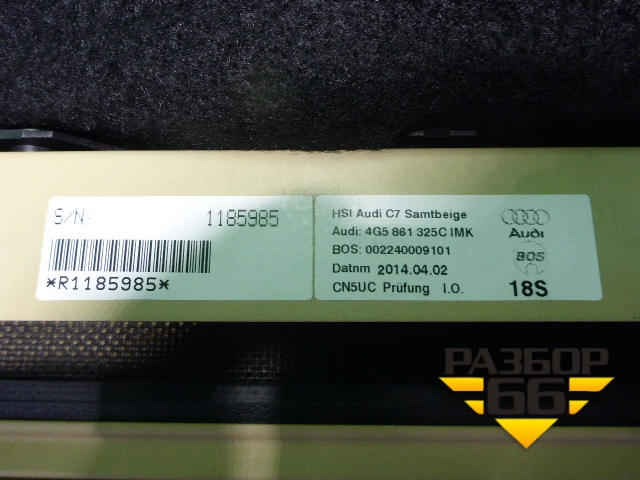 S/N: 1185985
*R1185985*
HSI Audi C7 Samtbeige
Audi: 4G5 861 325C IMK
BOS: 002240009101
Datnm 2014.04.02
CN5UC Prüfung I.O.
Audi
BOS
18S
РАЗБОР
66